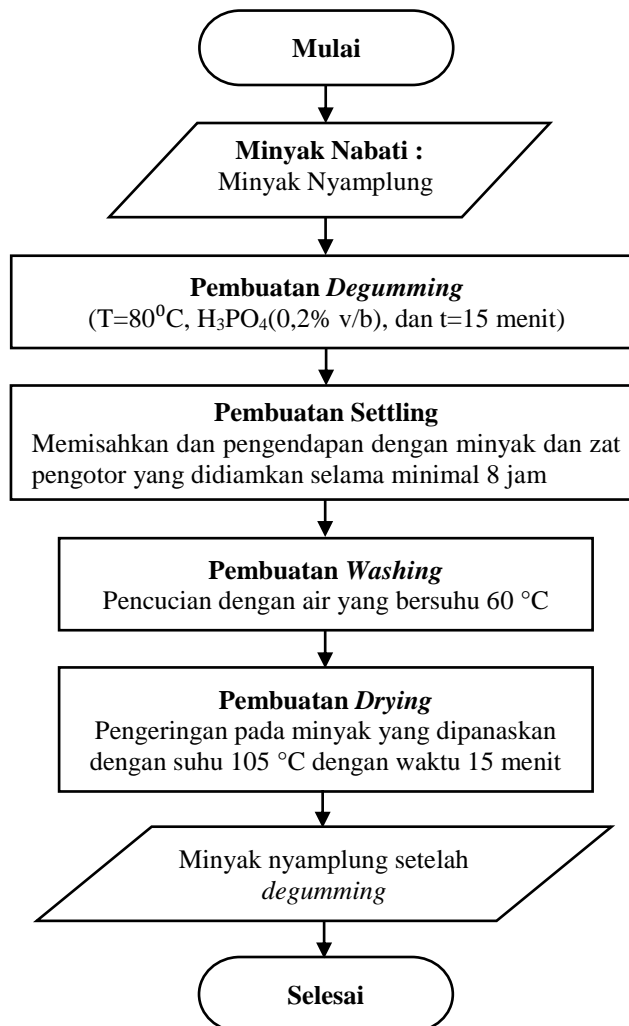 Mulai
Minyak Nabati :
Minyak Nyamplung
Pembuatan Degumming
(T=80⁰C, H₃PO₄(0,2% v/b), dan t=15 menit)
Pembuatan Settling
Memisahkan dan pengendapan dengan minyak dan zat
pengotor yang didiamkan selama minimal 8 jam
Pembuatan Washing
Pencucian dengan air yang bersuhu 60 °C
Pembuatan Drying
Pengeringan pada minyak yang dipanaskan
dengan suhu 105 °C dengan waktu 15 menit
Minyak nyamplung setelah
degumming
Selesai